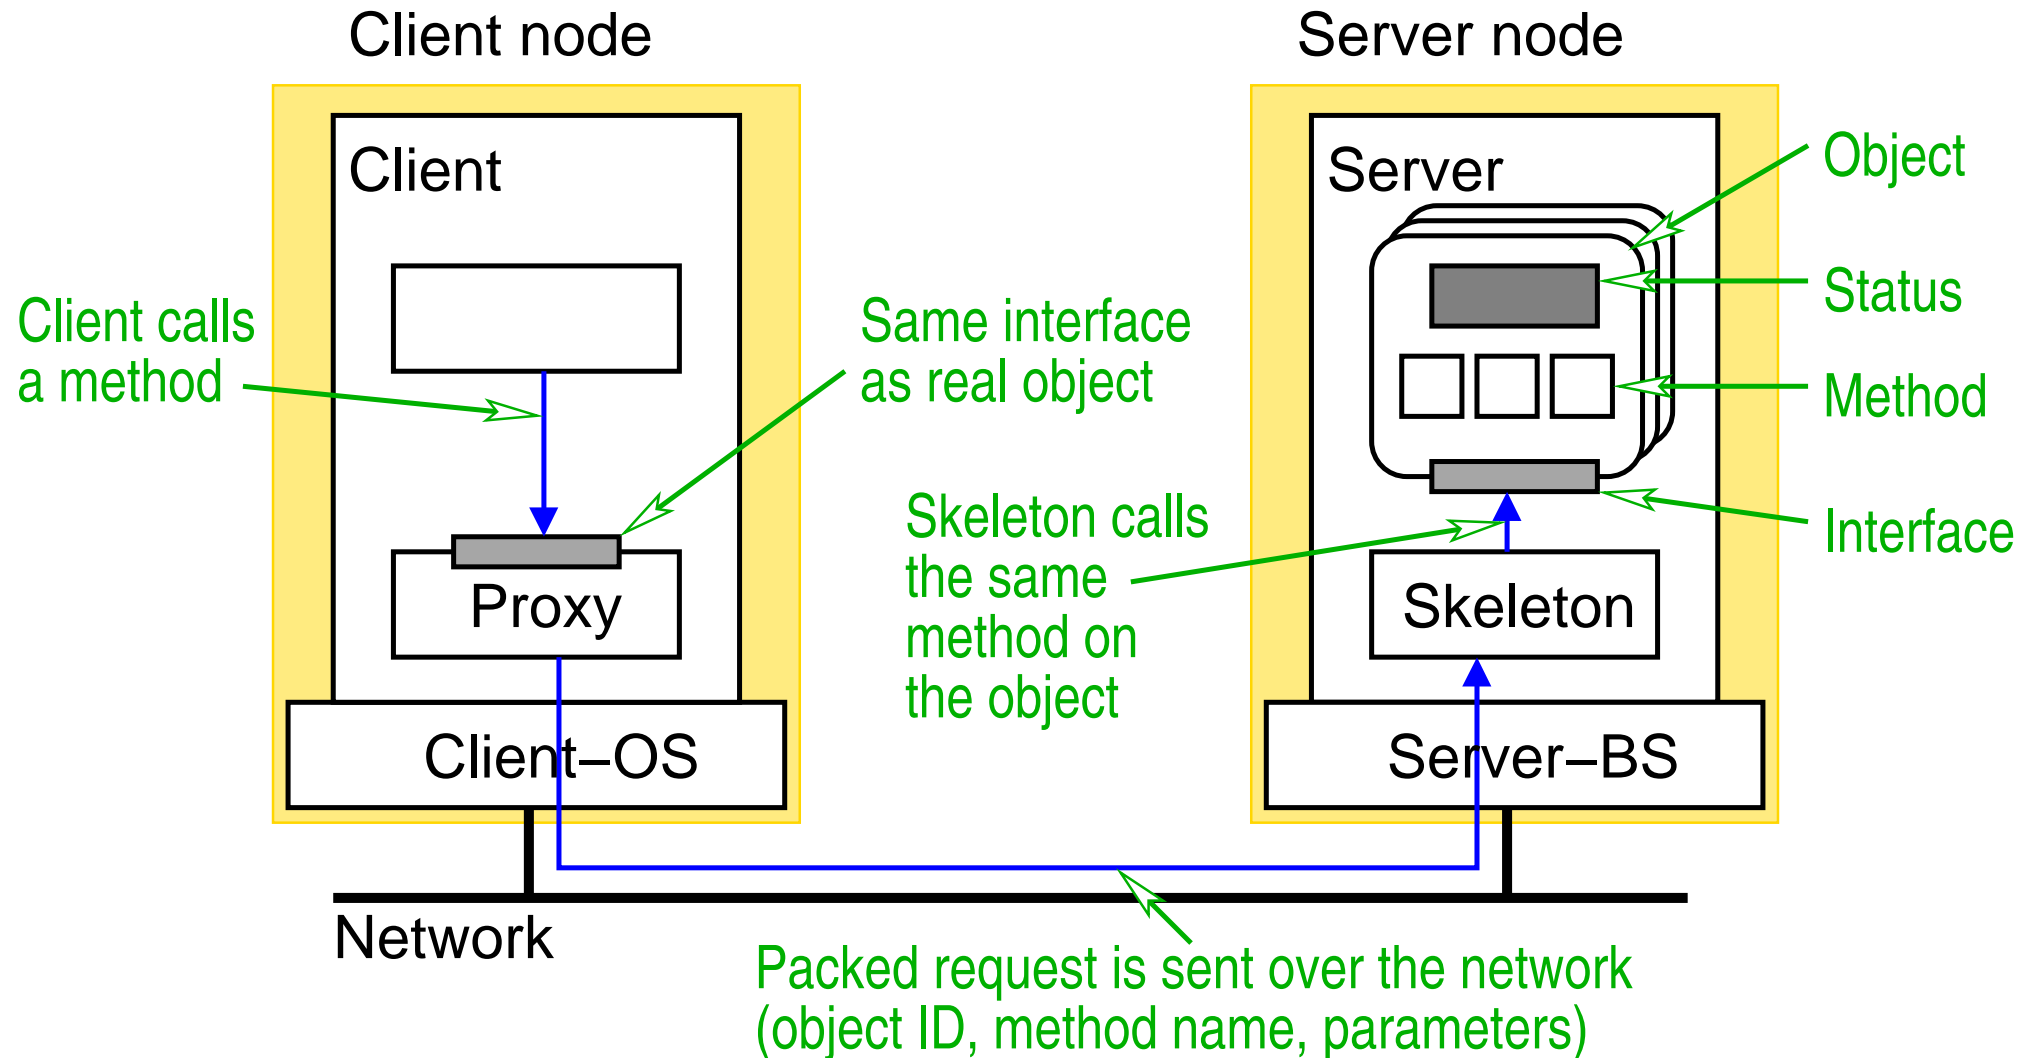 Client node
Server node
Client
Server
Object
Status
Method
Interface
Client calls
a method
Same interface
as real object
Skeleton calls
the same
method on
the object
Proxy
Skeleton
Client–OS
Server–BS
Network
Packed request is sent over the network
(object ID, method name, parameters)